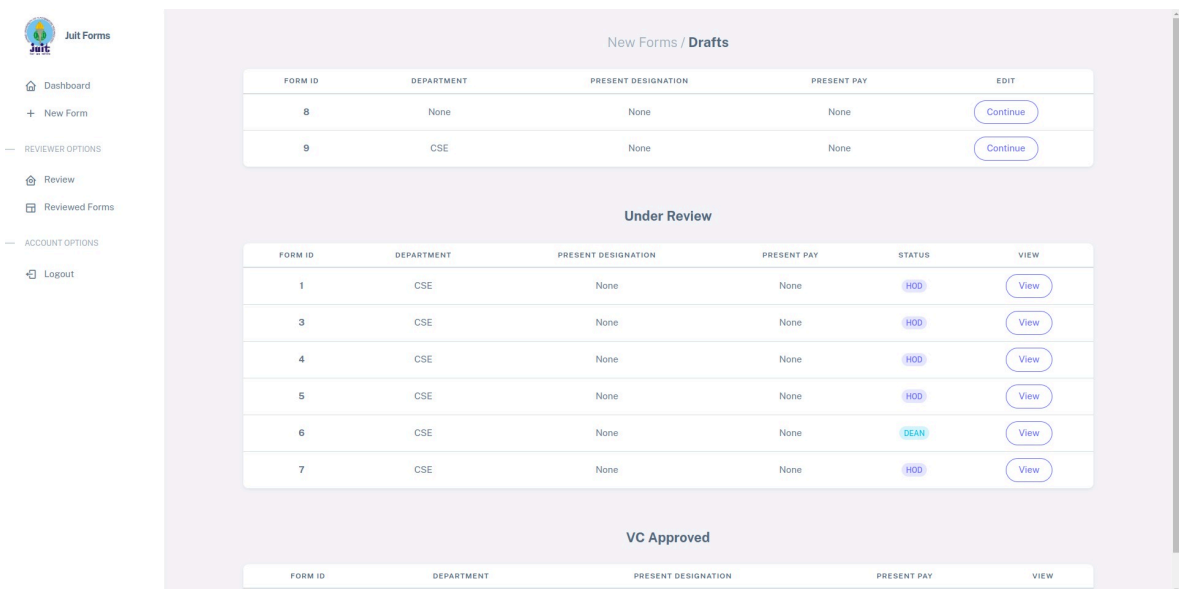 Juit Forms
Juit
Dashboard
New Form
REVIEWER OPTIONS
Review
Reviewed Forms
ACCOUNT OPTIONS
Logout
New Forms / Drafts
FORM ID DEPARTMENT PRESENT DESIGNATION PRESENT PAY EDIT
8 None None None Continue
9 CSE None None Continue
Under Review
FORM ID DEPARTMENT PRESENT DESIGNATION PRESENT PAY STATUS VIEW
1 CSE None None HOD View
3 CSE None None HOD View
4 CSE None None HOD View
5 CSE None None HOD View
6 CSE None None DEAN View
7 CSE None None HOD View
VC Approved
FORM ID DEPARTMENT PRESENT DESIGNATION PRESENT PAY VIEW